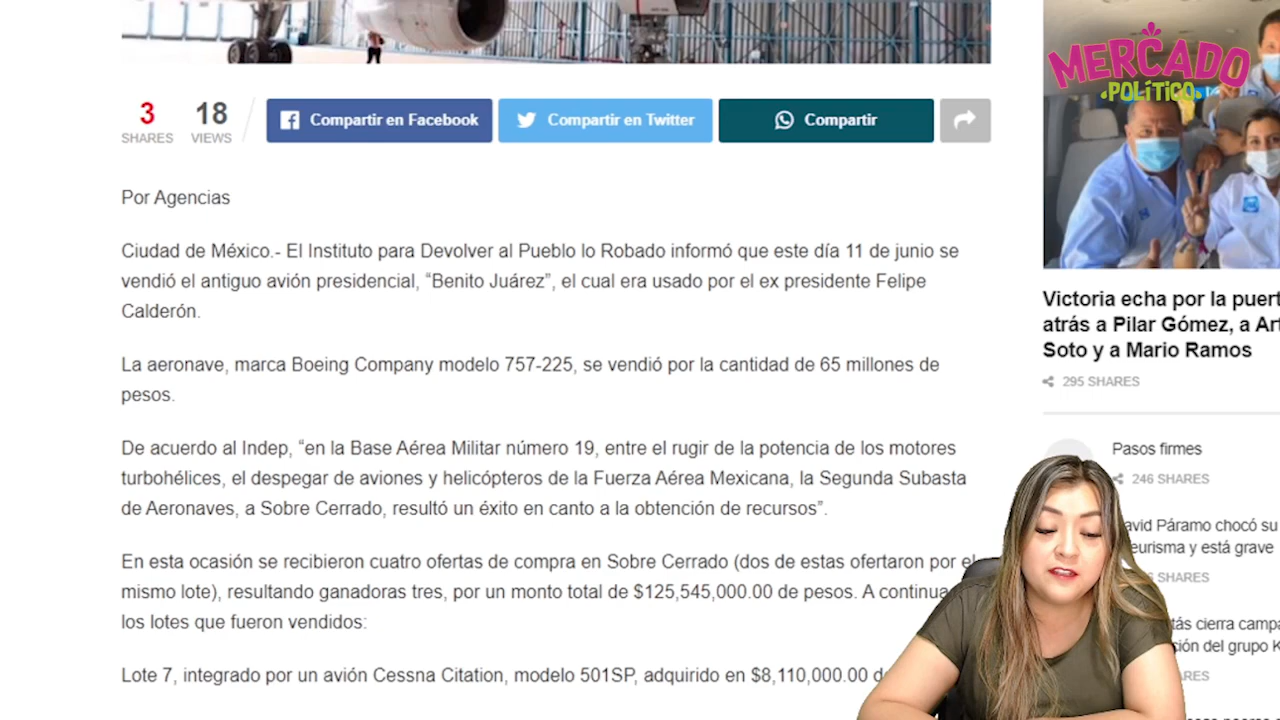 MERCADO
POLÍTICO
3
SHARES
18
VIEWS
Compartir en Facebook
Compartir en Twitter
Compartir
Por Agencias
Ciudad de México.- El Instituto para Devolver al Pueblo lo Robado informó que este día 11 de junio se
vendió el antiguo avión presidencial, “Benito Juárez”, el cual era usado por el ex presidente Felipe
Calderón.
La aeronave, marca Boeing Company modelo 757-225, se vendió por la cantidad de 65 millones de
pesos.
De acuerdo al Indep, “en la Base Aérea Militar número 19, entre el rugir de la potencia de los motores
turbohélices, el despegar de aviones y helicópteros de la Fuerza Aérea Mexicana, la Segunda Subasta
de Aeronaves, a Sobre Cerrado, resultó un éxito en canto a la obtención de recursos”.
En esta ocasión se recibieron cuatro ofertas de compra en Sobre Cerrado (dos de estas ofertaron por el
mismo lote), resultando ganadoras tres, por un monto total de $125,545,000.00 de pesos. A continua
los lotes que fueron vendidos:
Lote 7, integrado por un avión Cessna Citation, modelo 501SP, adquirido en $8,110,000.00
Victoria echa por la puert
atrás a Pilar Gómez, a Ar
Soto y a Mario Ramos
295 SHARES
Pasos firmes
246 SHARES
avid Páramo chocó su
eurisma y está grave
SHARES
tás cierra camp
ción del grupo K
ARES